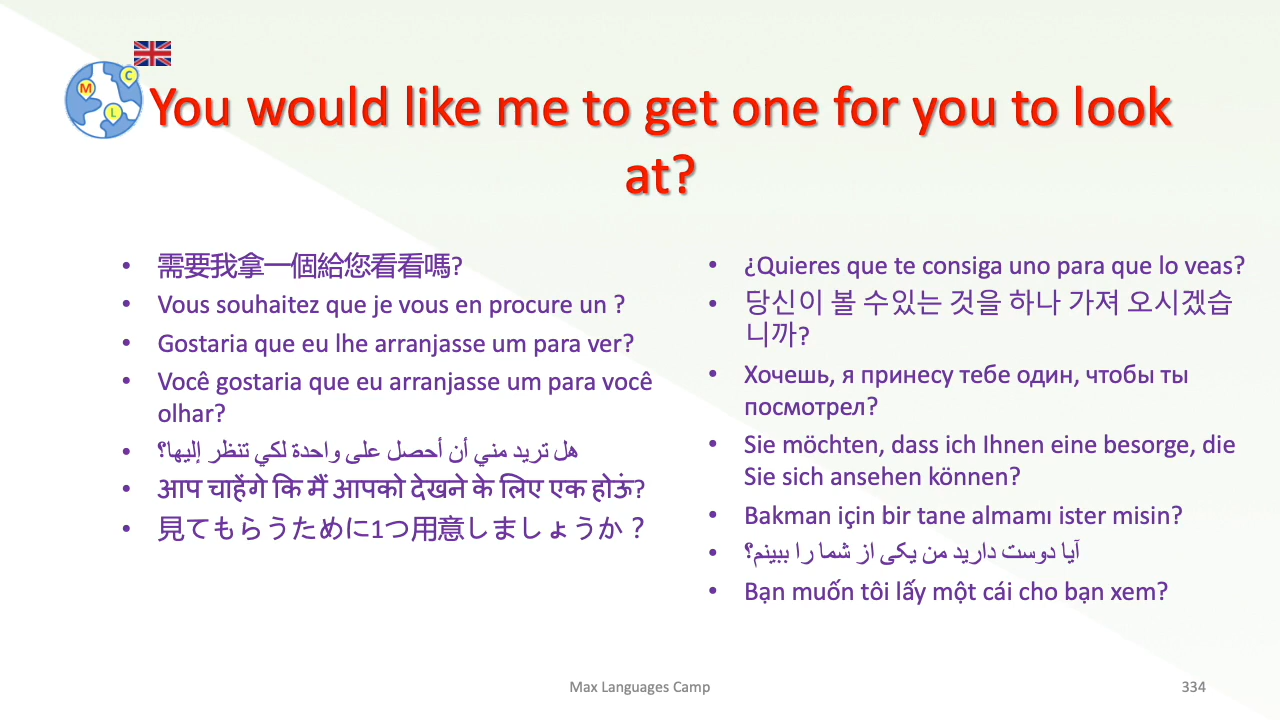 M
C
L
You would like me to get one for you to look
at?
• 需要我拿一個給您看看嗎?
• Vous souhaitez que je vous en procure un ?
• Gostaria que eu lhe arranjasse um para ver?
• Você gostaria que eu arranjasse um para você
olhar?
• هل تريد مني أن أحصل على واحدة لكي تنظر إليها؟
• आप चाहेंगे कि मैं आपको देखने के लिए एक होऊं?
• 見てもらうために1つ用意しましょうか？
• ¿Quieres que te consiga uno para que lo veas?
• 당신이 볼 수있는 것을 하나 가져 오시겠습
니까?
• Хочешь, я принесу тебе один, чтобы ты
посмотрел?
• Sie möchten, dass ich Ihnen eine besorge, die
Sie sich ansehen können?
• Bakman için bir tane almamı ister misin?
• آیا دوست دارید من یکی از شما را ببینم؟
• Bạn muốn tôi lấy một cái cho bạn xem?
Max Languages Camp
334